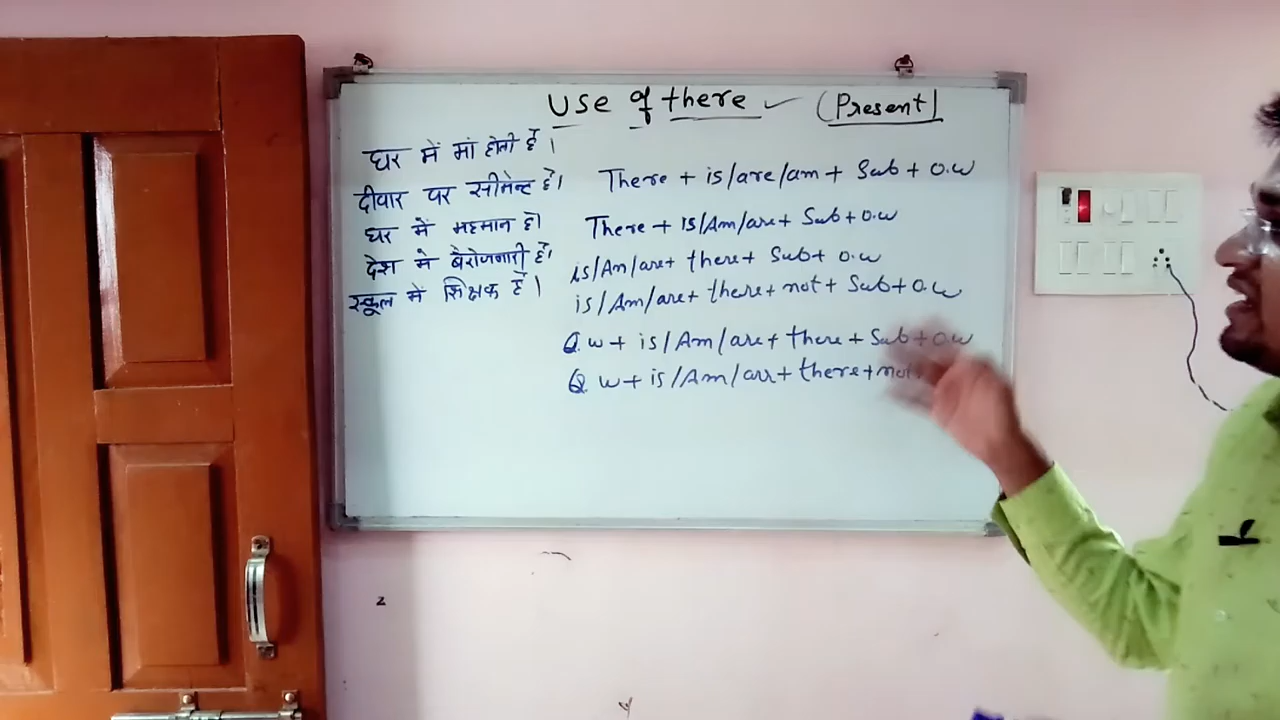 Use of there ✓ (Present)
घर में मां होती है ।
दीवार पर सीमेन्ट है।
घर में महमान है।
देश मे बैरोजगारी है।
स्कूल में शिक्षक है ।
There + is/are/am + Sub + O.W
There + is/Am/are + Sub + O.W
is/Am/are + there + Sub + O.W
is/Am/are + there + not + Sub + O.W
Q.W + is/Am/are + there + Sub + O.W
Q.W + is/Am/are + there + not